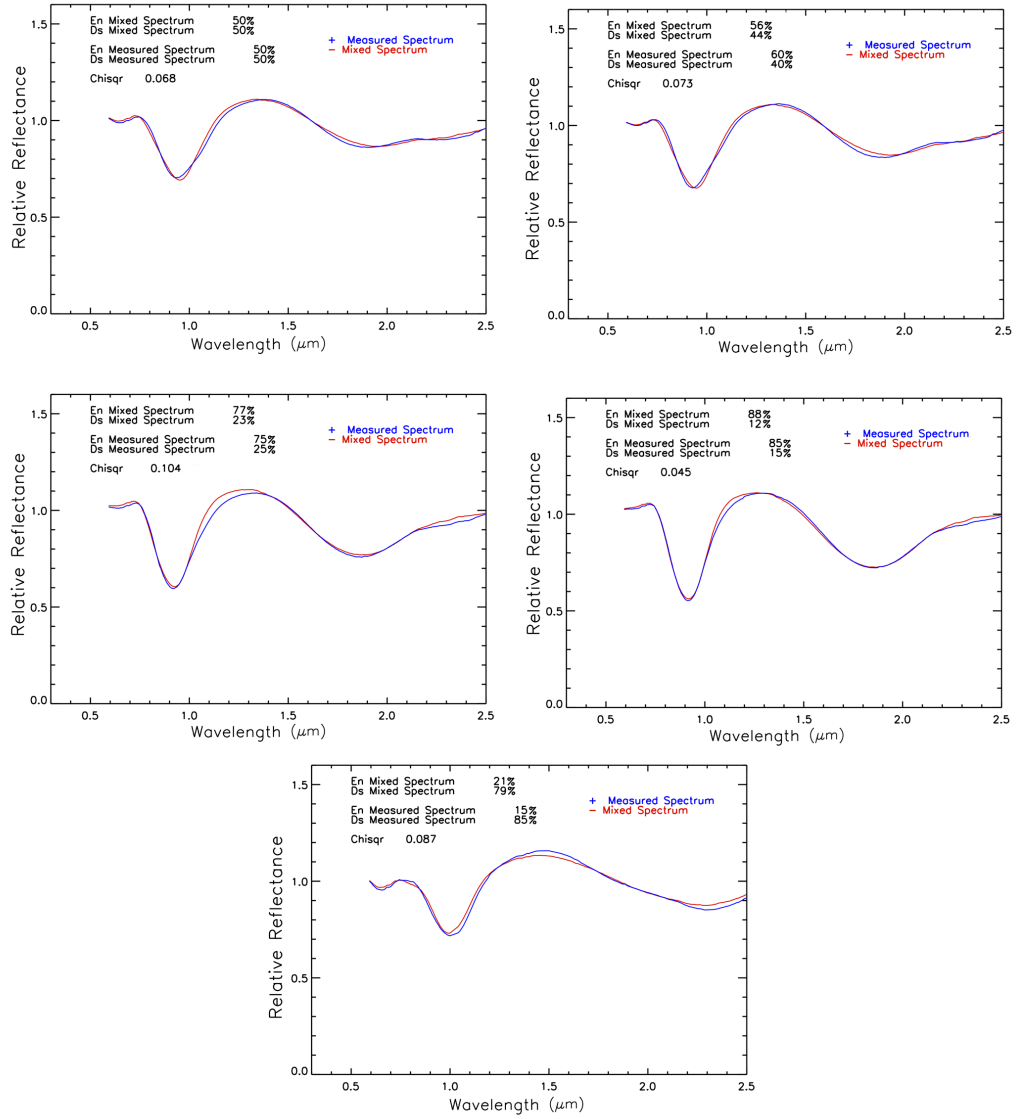 En Mixed Spectrum 50%
Ds Mixed Spectrum 50%
En Measured Spectrum 50%
Ds Measured Spectrum 50%
Chisqr 0.068
+ Measured Spectrum
− Mixed Spectrum
1.5
1.0
0.5
0.0
Relative Reflectance
0.5 1.0 1.5 2.0 2.5
Wavelength (μm)
En Mixed Spectrum 56%
Ds Mixed Spectrum 44%
En Measured Spectrum 60%
Ds Measured Spectrum 40%
Chisqr 0.073
+ Measured Spectrum
− Mixed Spectrum
1.5
1.0
0.5
0.0
Relative Reflectance
0.5 1.0 1.5 2.0 2.5
Wavelength (μm)
En Mixed Spectrum 77%
Ds Mixed Spectrum 23%
En Measured Spectrum 75%
Ds Measured Spectrum 25%
Chisqr 0.104
+ Measured Spectrum
− Mixed Spectrum
1.5
1.0
0.5
0.0
Relative Reflectance
0.5 1.0 1.5 2.0 2.5
Wavelength (μm)
En Mixed Spectrum 88%
Ds Mixed Spectrum 12%
En Measured Spectrum 85%
Ds Measured Spectrum 15%
Chisqr 0.045
+ Measured Spectrum
− Mixed Spectrum
1.5
1.0
0.5
0.0
Relative Reflectance
0.5 1.0 1.5 2.0 2.5
Wavelength (μm)
En Mixed Spectrum 21%
Ds Mixed Spectrum 79%
En Measured Spectrum 15%
Ds Measured Spectrum 85%
Chisqr 0.087
+ Measured Spectrum
− Mixed Spectrum
1.5
1.0
0.5
0.0
Relative Reflectance
0.5 1.0 1.5 2.0 2.5
Wavelength (μm)